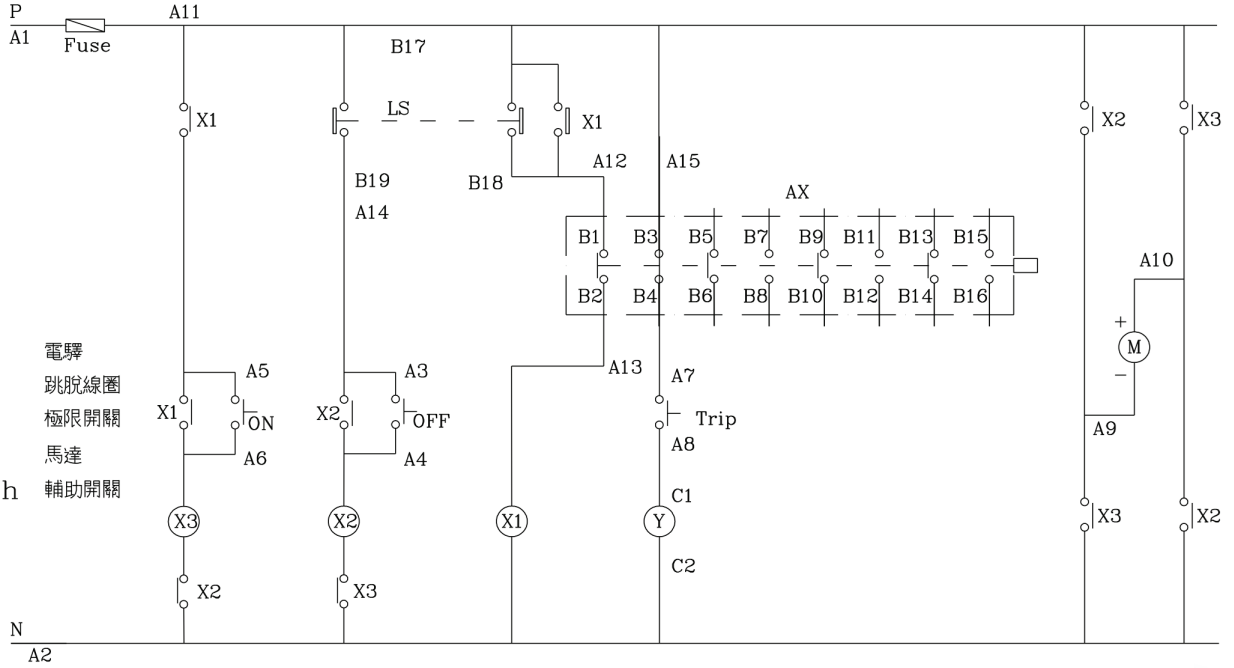 P
A11
A1
Fuse
B17
X1
LS
X1
X2
X3
A12
A15
B19
B18
A14
AX
B1
B3
B5
B7
B9
B11
B13
B15
A10
B2
B4
B6
B8
B10
B12
B14
B16
+
M
-
電驛
跳脫線圈
極限開關
馬達
h 輔助開關
A5
A3
A13
A7
X1
ON
X2
OFF
Trip
A9
A6
A4
A8
C1
X3
X2
X1
Y
X3
X2
C2
X2
X3
N
A2